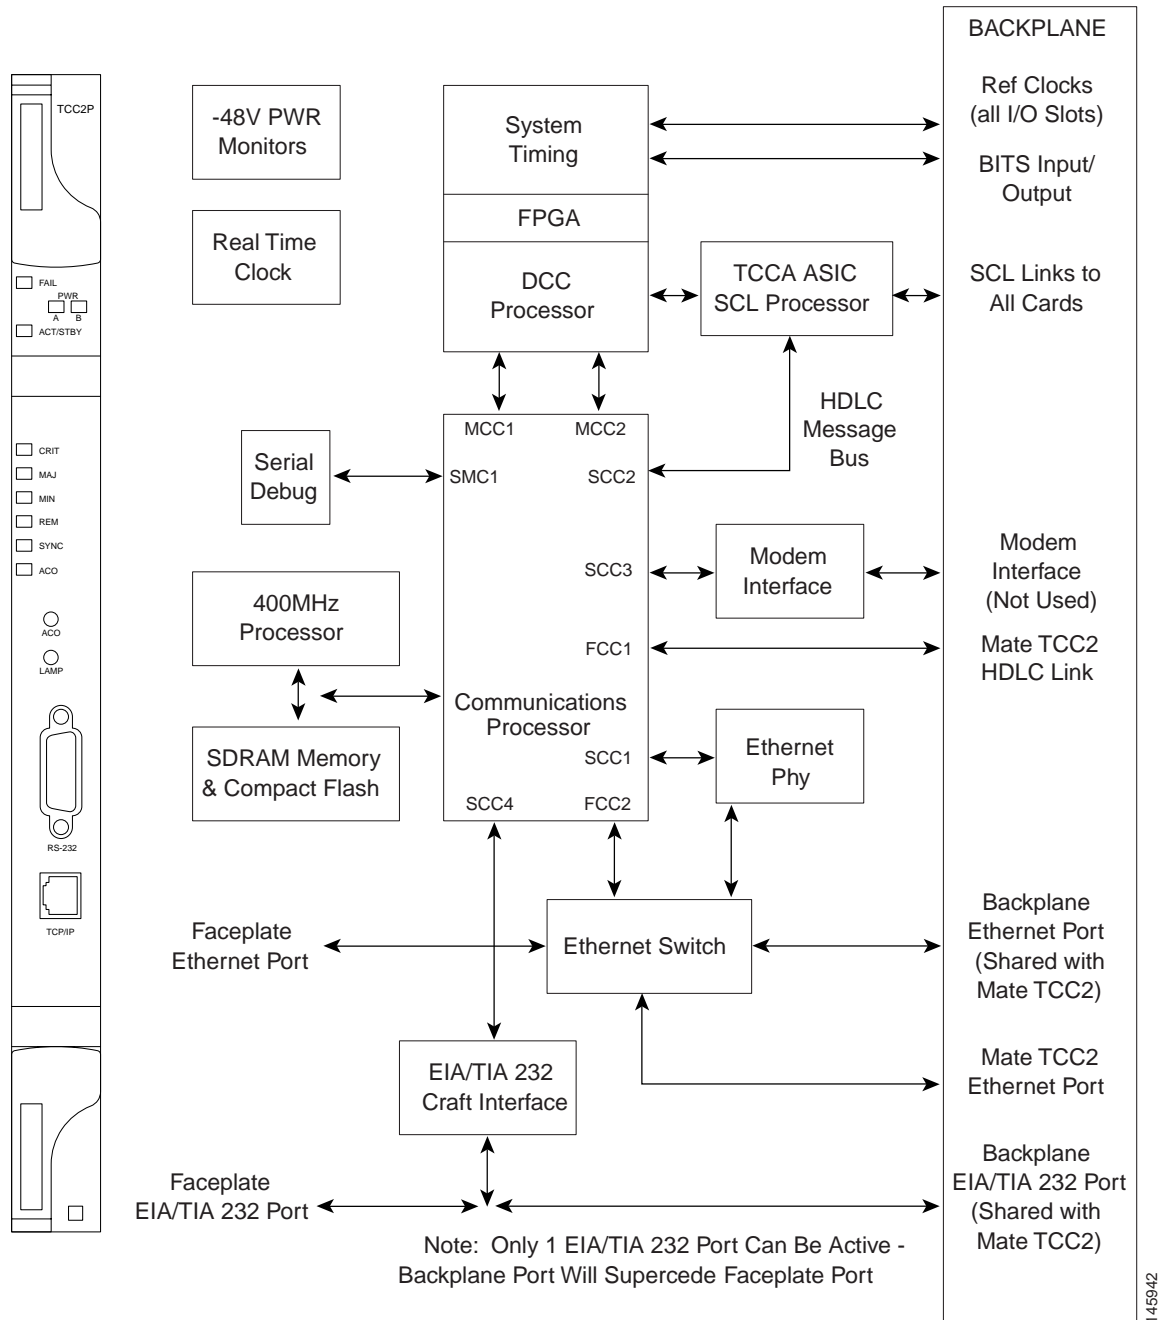 TCC2P
FAIL
PWR
A B
ACT/STBY
CRIT
MAJ
MIN
REM
SYNC
ACO
ACO
LAMP
RS-232
TCP/IP
-48V PWR
Monitors
Real Time
Clock
System
Timing
FPGA
DCC
Processor
TCCA ASIC
SCL Processor
HDLC
Message
Bus
Serial
Debug
MCC1 MCC2
SMC1 SCC2
SCC3
FCC1
Communications
Processor
SCC1
SCC4 FCC2
Modem
Interface
400MHz
Processor
SDRAM Memory
& Compact Flash
Ethernet
Phy
Faceplate
Ethernet Port
Ethernet Switch
EIA/TIA 232
Craft Interface
Faceplate
EIA/TIA 232 Port
Note: Only 1 EIA/TIA 232 Port Can Be Active -
Backplane Port Will Supercede Faceplate Port
BACKPLANE
Ref Clocks
(all I/O Slots)
BITS Input/
Output
SCL Links to
All Cards
Modem
Interface
(Not Used)
Mate TCC2
HDLC Link
Backplane
Ethernet Port
(Shared with
Mate TCC2)
Mate TCC2
Ethernet Port
Backplane
EIA/TIA 232 Port
(Shared with
Mate TCC2)
145942